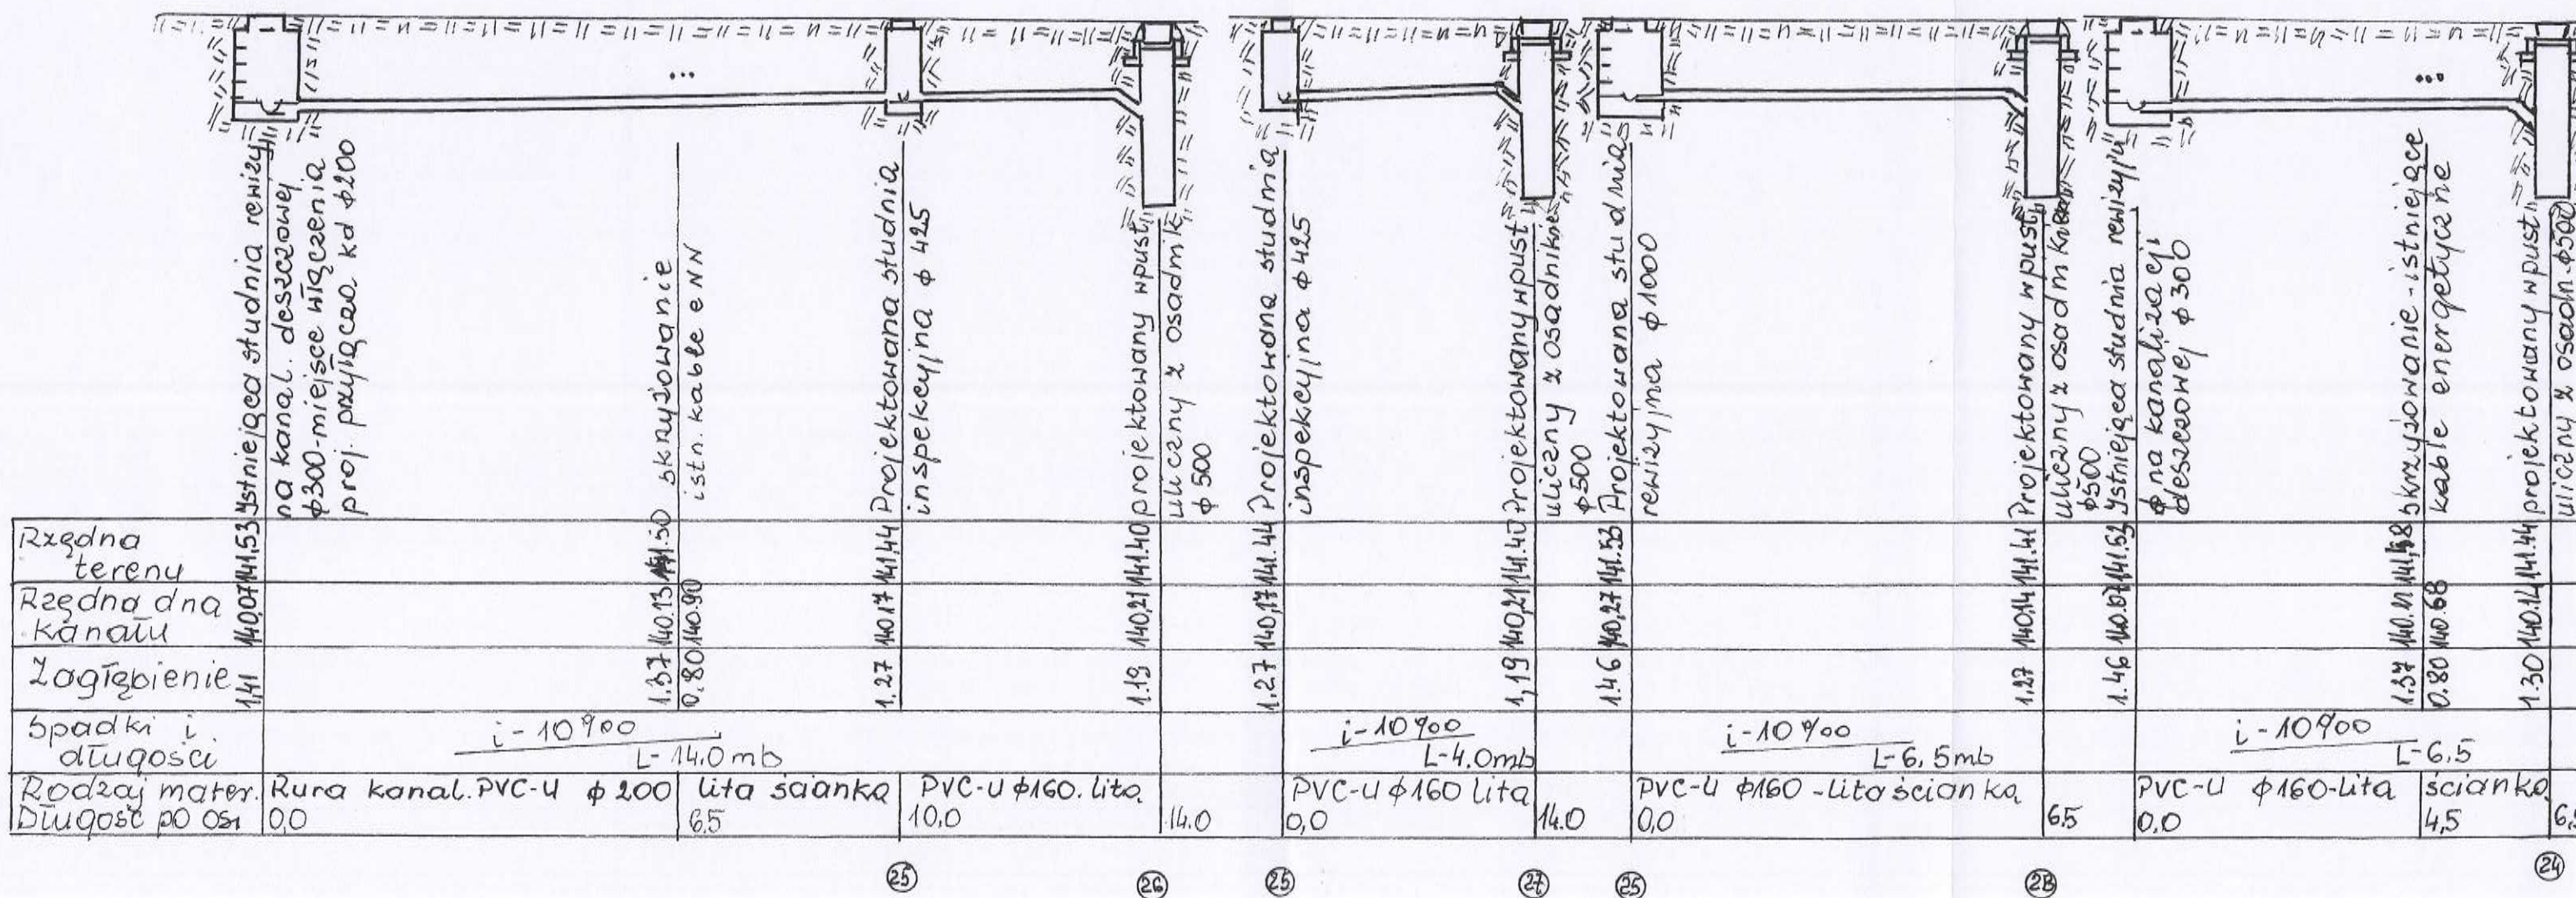 Istniejąca studnia rewizyj
na kanal. deszczowej
φ300-miejsce włączenia
proj. przyłącza kd φ200
skrzyżowanie
istn kable eNN
Projektowana studnia
inspekcyjna φ 425
projektowany wpust
uliczny z osadnik
φ 500
Projektowana studnia
inspekcyjna φ425
Projektowany wpust
uliczny z osadnikie
φ500
Projektowana studnia
rewizyjna φ1000
Projektowany wpust
uliczny z osadn
φ500
Istniejąca studnia rewizyjn
na kanalizacji
deszczowej φ300
skrzyżowanie-istniejące
kable energetyczne
projektowany wpust
uliczny z osadn. φ500
Rzędna
terenu
141,53 141.50 141,44 141.40 141.44 141.40 141.53 141.41 141.53 141,44
Rzędna dna
kanału
140,07 140.13 140.90 140.17 140,21 140,17 140,21 140,27 140,14 140.07 140.11 140.68 140.14
Zagłębienie
1,41 1.37 0.80 1.27 1.19 1.27 1,19 1.46 1.27 1.46 1.37 0.80 1.30
Spadki i
długości
i-10‰
L-14.0mb
i-10‰
L-4.0mb
i-10‰
L-6,5mb
i-10‰
L-6,5
Rodzaj mater.
Rura kanal. PVC-U φ 200 lita ścianka PVC-U φ160. lita
PVC-U φ160 lita
PVC-U φ160 -lita ścianka
PVC-U φ160-lita ścianka
Długość po osi
0,0 6,5 10,0 14.0 0,0 14.0 0,0 6.5 0.0 4,5
25 26 25 27 25 28 24